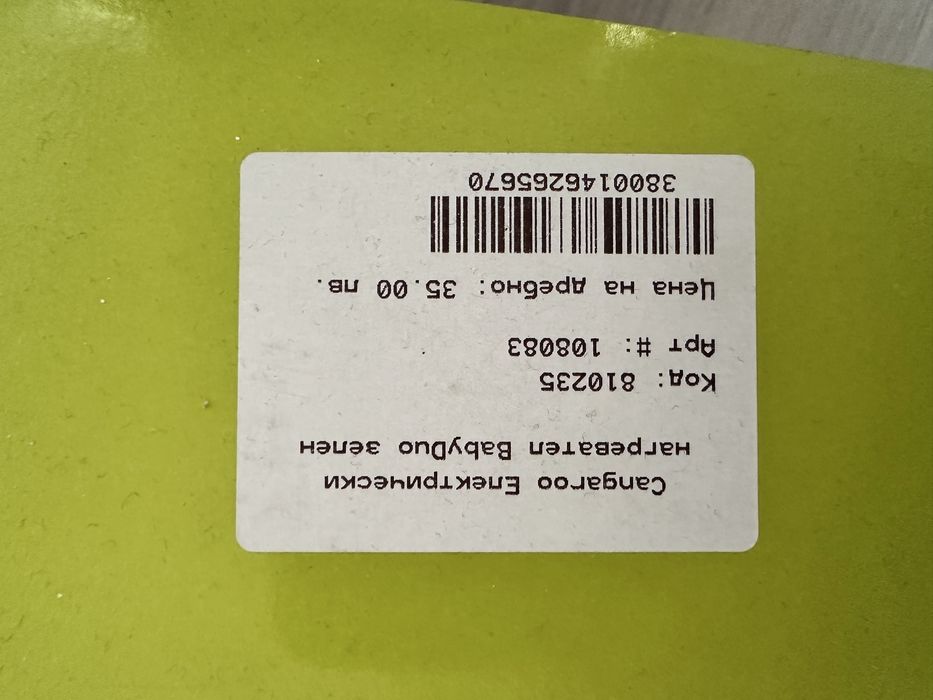 Cangaroo Електрически
нагревател BabyDuo зелен
Код: 810235
Арт #: 108083
Цена на дребно: 35.00 лв.
3800146265670